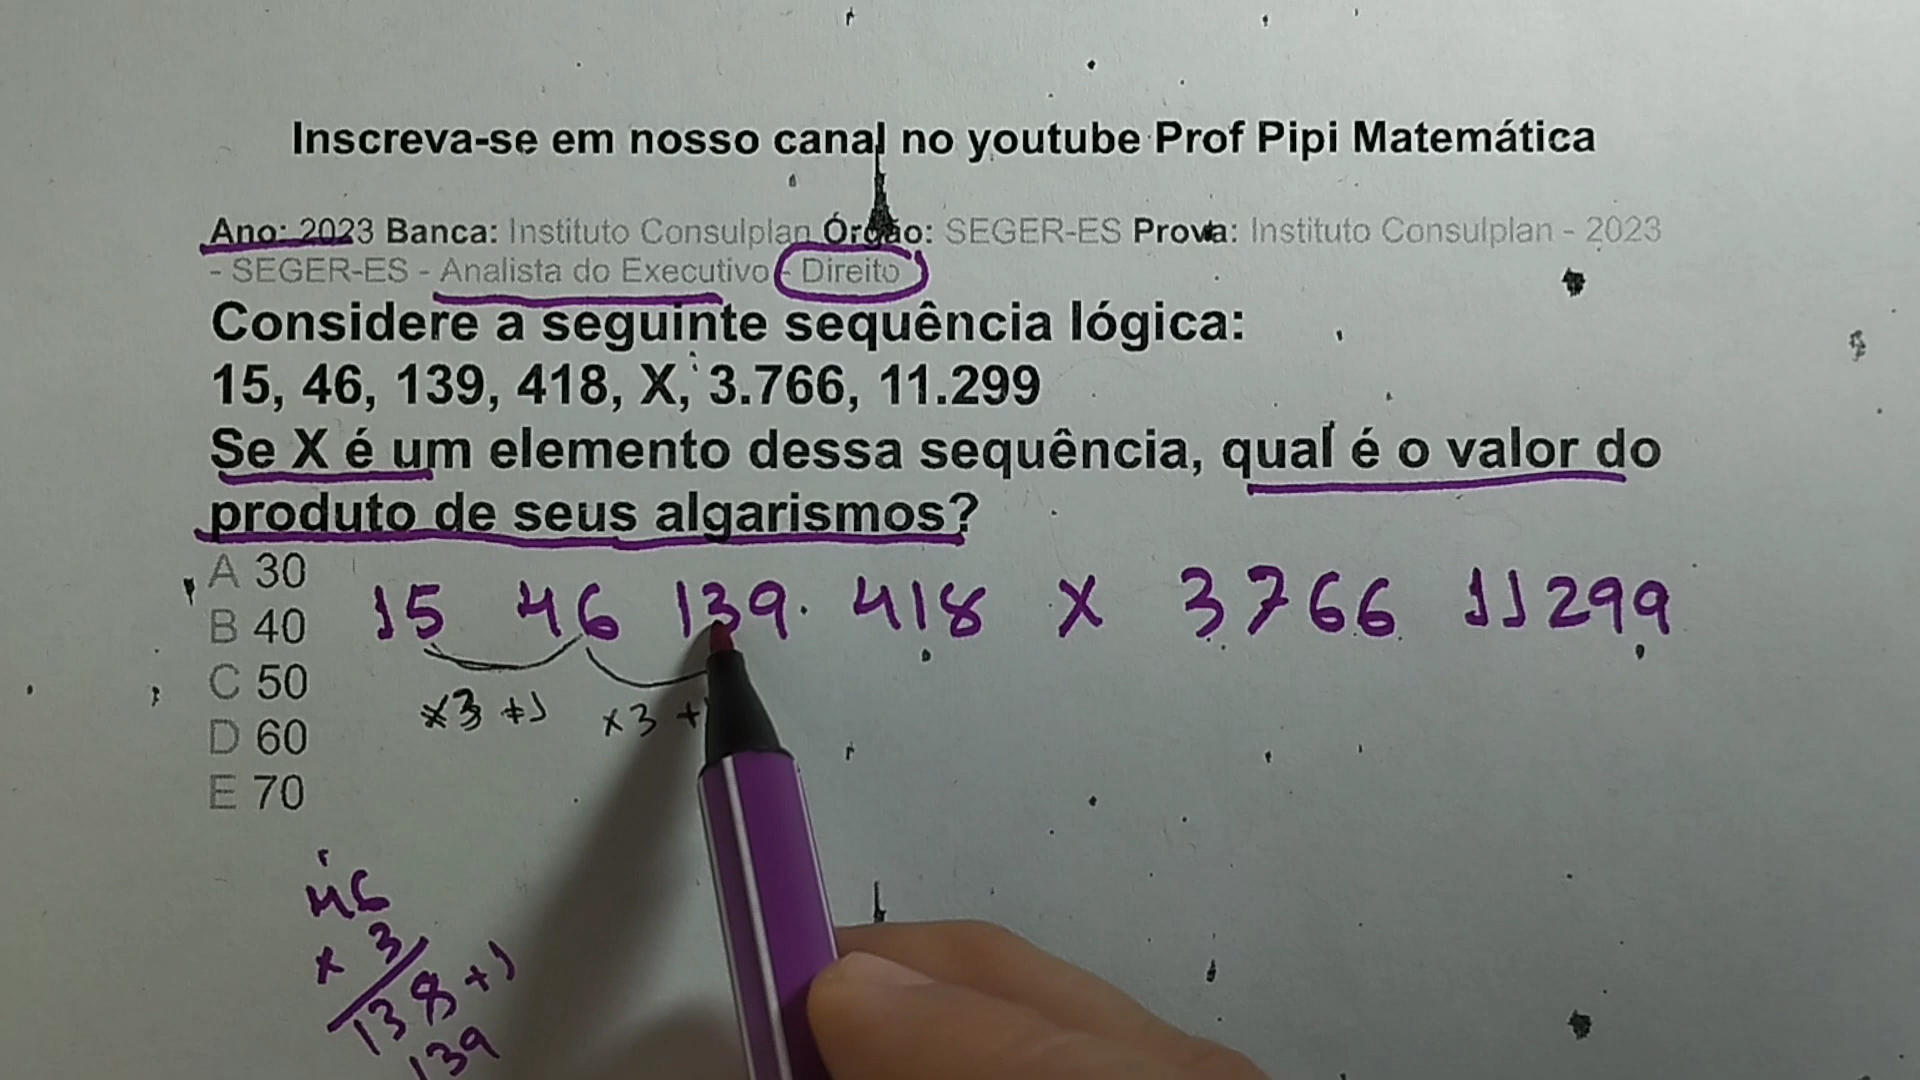 Inscreva-se em nosso canal no youtube Prof Pipi Matemática
Ano: 2023 Banca: Instituto Consulplan Órgão: SEGER-ES Prova: Instituto Consulplan - 2023
- SEGER-ES - Analista do Executivo - Direito
Considere a seguinte sequência lógica:
15, 46, 139, 418, X, 3.766, 11.299
Se X é um elemento dessa sequência, qual é o valor do
produto de seus algarismos?
A 30
B 40
C 50
D 60
E 70
15 46 139 418 X 3766 11299
x3 +1 x3 +
46
x 3
138+1
139